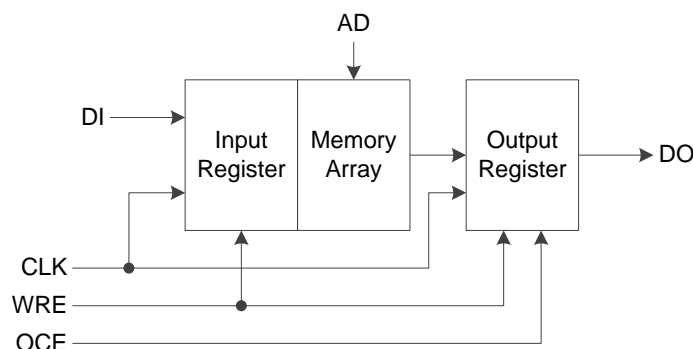 AD
DI
Input
Register
Memory
Array
Output
Register
DO
CLK
WRE
OCE